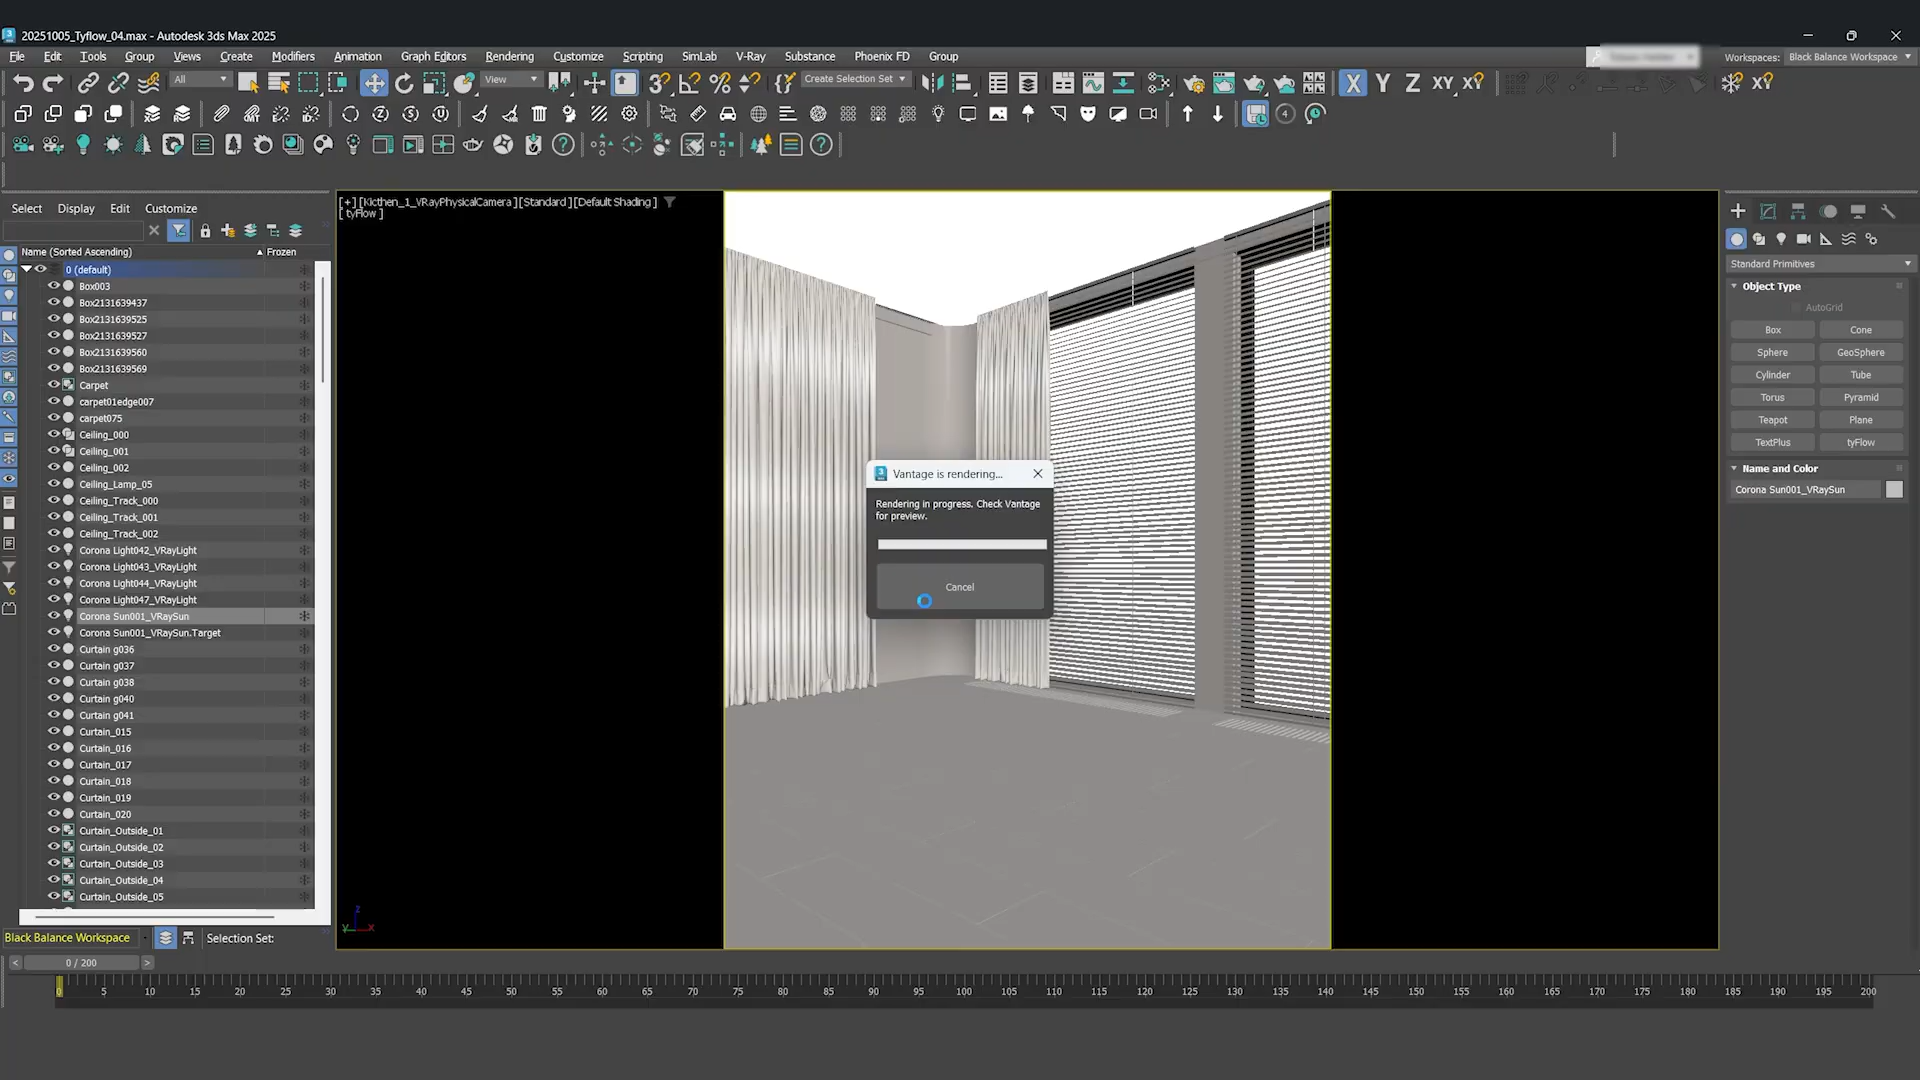 20251005_Tyflow_04.max - Autodesk 3ds Max 2025
File Edit Tools Group Views Create Modifiers Animation Graph Editors Rendering Customize Scripting SimLab V-Ray Substance Phoenix FD Group
Workspaces: Black Balance Workspace
All
View
Create Selection Set
X Y Z XY XY
XY
4
Select Display Edit Customize
Name (Sorted Ascending) Frozen
0 (default)
Box003
Box2131639437
Box2131639525
Box2131639527
Box2131639560
Box2131639569
Carpet
carpet01edge007
carpet075
Ceiling_000
Ceiling_001
Ceiling_002
Ceiling_Lamp_05
Ceiling_Track_000
Ceiling_Track_001
Ceiling_Track_002
Corona Light042_VRayLight
Corona Light043_VRayLight
Corona Light044_VRayLight
Corona Light047_VRayLight
Corona Sun001_VRaySun
Corona Sun001_VRaySun.Target
Curtain g036
Curtain g037
Curtain g038
Curtain g040
Curtain g041
Curtain_015
Curtain_016
Curtain_017
Curtain_018
Curtain_019
Curtain_020
Curtain_Outside_01
Curtain_Outside_02
Curtain_Outside_03
Curtain_Outside_04
Curtain_Outside_05
Black Balance Workspace
Selection Set:
[+] [Kicthen_1_VRayPhysicalCamera ] [Standard ] [Default Shading ]
[ tyFlow ]
Vantage is rendering...
Rendering in progress. Check Vantage
for preview.
Cancel
z
y x
Standard Primitives
Object Type
AutoGrid
Box Cone
Sphere GeoSphere
Cylinder Tube
Torus Pyramid
Teapot Plane
TextPlus tyFlow
Name and Color
Corona Sun001_VRaySun
< 0 / 200 >
0 5 10 15 20 25 30 35 40 45 50 55 60 65 70 75 80 85 90 95 100 105 110 115 120 125 130 135 140 145 150 155 160 165 170 175 180 185 190 195 200